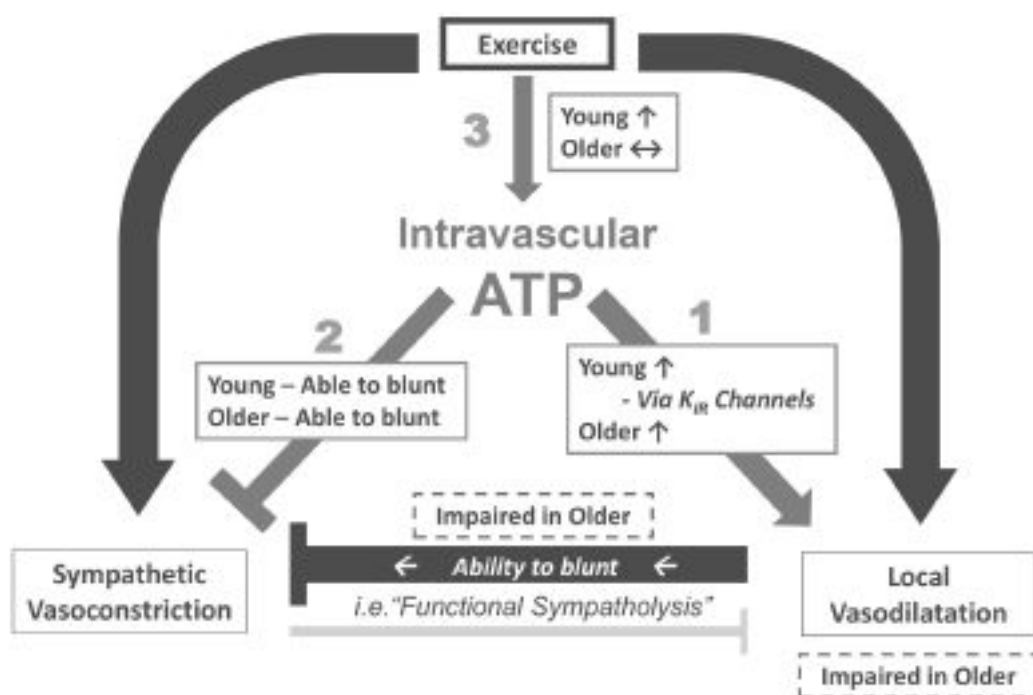 Exercise
3
Young ↑
Older ↔
Intravascular
ATP
2
1
Young – Able to blunt
Older – Able to blunt
Young ↑
- Via K_IR Channels
Older ↑
Impaired in Older
← Ability to blunt ←
i.e. "Functional Sympatholysis"
Sympathetic
Vasoconstriction
Local
Vasodilatation
Impaired in Older